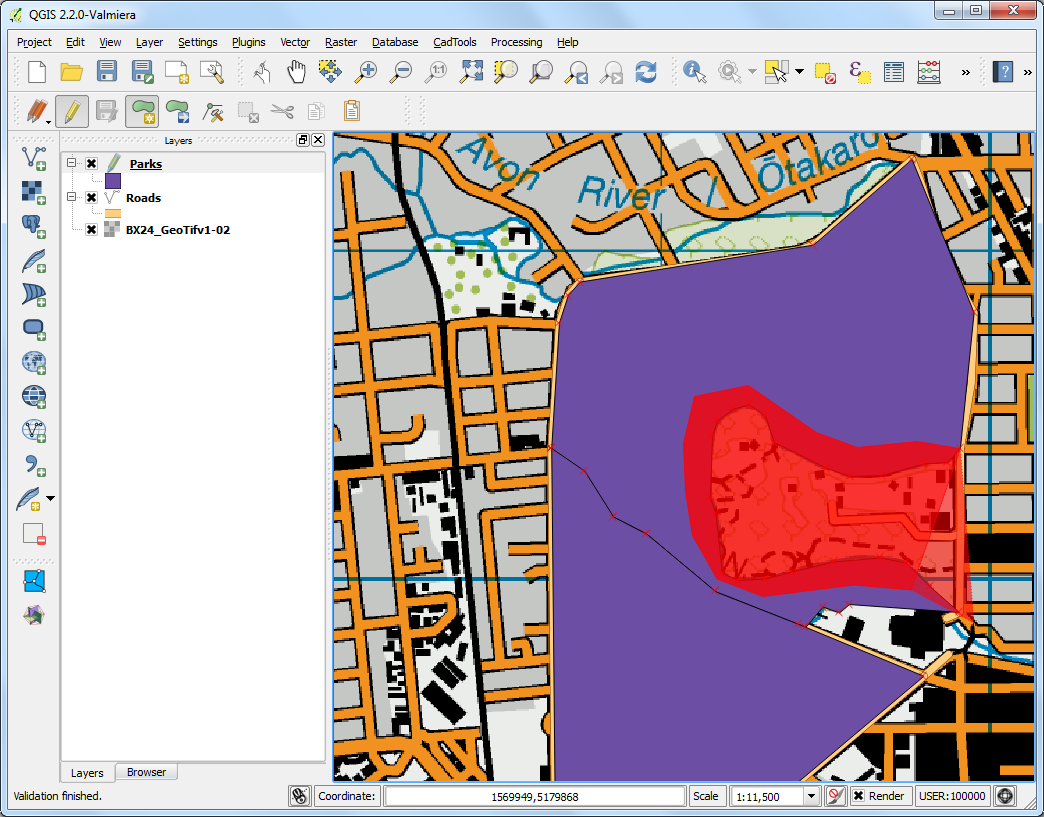 QGIS 2.2.0-Valmiera
Project Edit View Layer Settings Plugins Vector Raster Database CadTools Processing Help
1:1
»
?
»
Layers
Parks
Roads
BX24_GeoTifv1-02
Avon River / Ōtakaro
Layers Browser
Validation finished.
Coordinate: 1569949,5179868 Scale 1:11,500 Render USER:100000